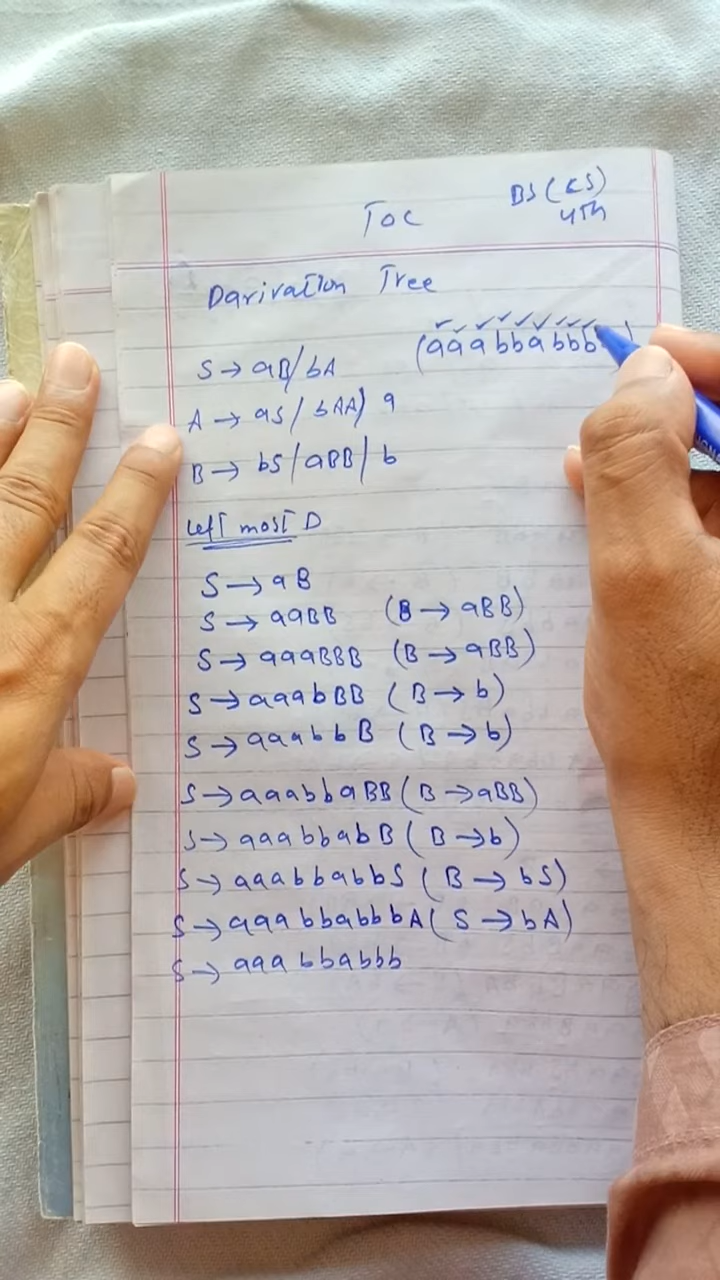 TOC
BS (CS)
4Th
Darivation Tree
S → aB/bA
(aaabbabbb
A → aS/bAA/a
B → bS/aBB/b
Left most D
S → aB
S → aaBB (B → aBB)
S → aaaBBB (B → aBB)
S → aaabBB (B → b)
S → aaabbB (B → b)
S → aaabbaBB (B → aBB)
S → aaabbabB (B → b)
S → aaabbabbS (B → bS)
S → aaabbabbbA (S → bA)
S → aaabbabbb